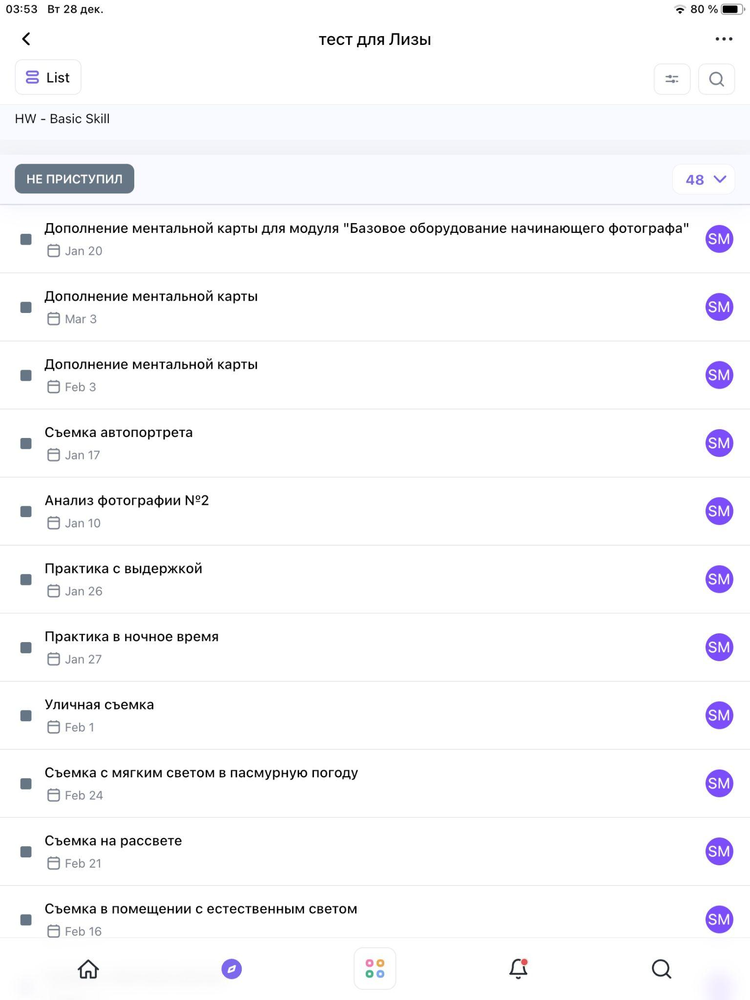 03:53 Вт 28 дек. 80 %
тест для Лизы
List
HW - Basic Skill
НЕ ПРИСТУПИЛ 48
Дополнение ментальной карты для модуля "Базовое оборудование начинающего фотографа"
SM
Jan 20
Дополнение ментальной карты
SM
Mar 3
Дополнение ментальной карты
SM
Feb 3
Съемка автопортрета
SM
Jan 17
Анализ фотографии №2
SM
Jan 10
Практика с выдержкой
SM
Jan 26
Практика в ночное время
SM
Jan 27
Уличная съемка
SM
Feb 1
Съемка с мягким светом в пасмурную погоду
SM
Feb 24
Съемка на рассвете
SM
Feb 21
Съемка в помещении с естественным светом
SM
Feb 16